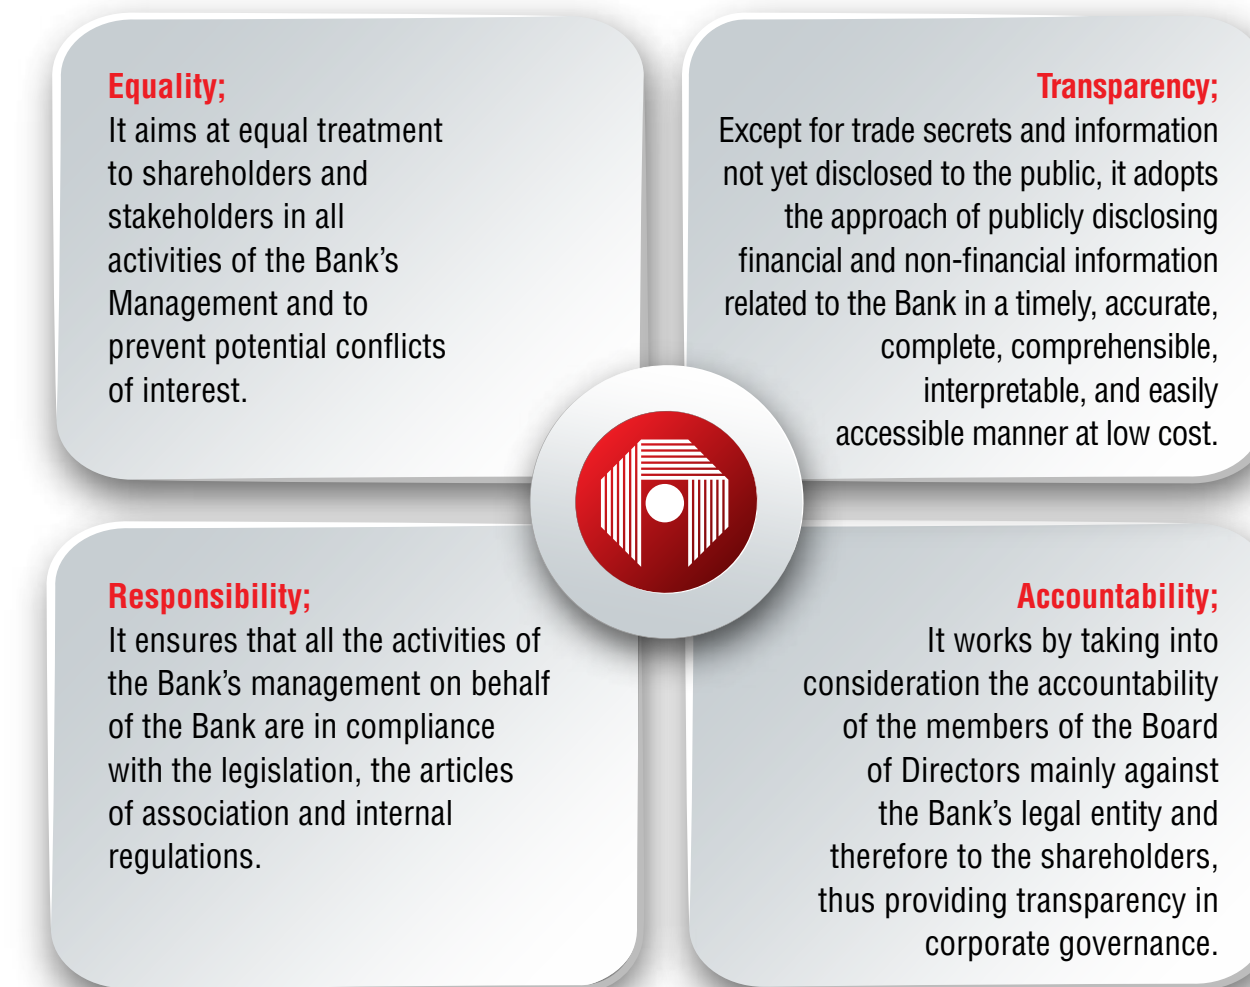 Equality;
It aims at equal treatment
to shareholders and
stakeholders in all
activities of the Bank’s
Management and to
prevent potential conflicts
of interest.
Transparency;
Except for trade secrets and information
not yet disclosed to the public, it adopts
the approach of publicly disclosing
financial and non-financial information
related to the Bank in a timely, accurate,
complete, comprehensible,
interpretable, and easily
accessible manner at low cost.
Responsibility;
It ensures that all the activities of
the Bank’s management on behalf
of the Bank are in compliance
with the legislation, the articles
of association and internal
regulations.
Accountability;
It works by taking into
consideration the accountability
of the members of the Board
of Directors mainly against
the Bank’s legal entity and
therefore to the shareholders,
thus providing transparency in
corporate governance.